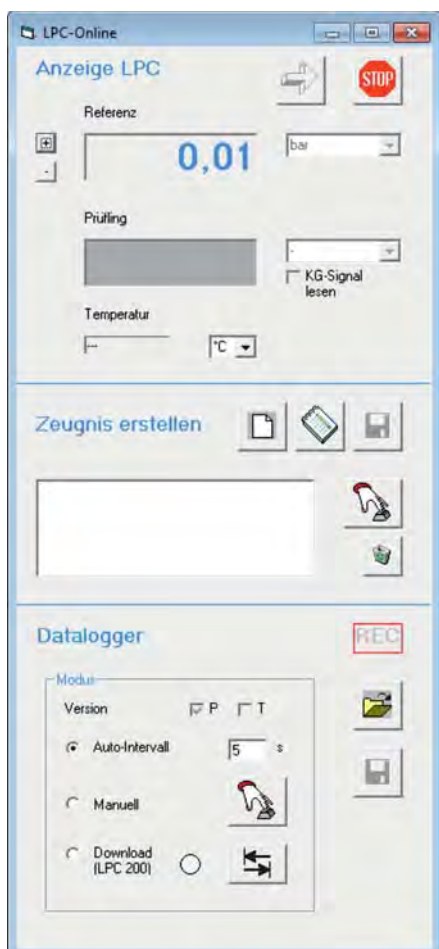 LPC-Online
Anzeige LPC
STOP
Referenz
0,01
bar
+
-
Prüfling
-
KG-Signal
lesen
Temperatur
---
°C
Zeugnis erstellen
Datalogger
REC
Modus
Version
P
T
Auto-Intervall
5
s
Manuell
Download
(LPC 200)